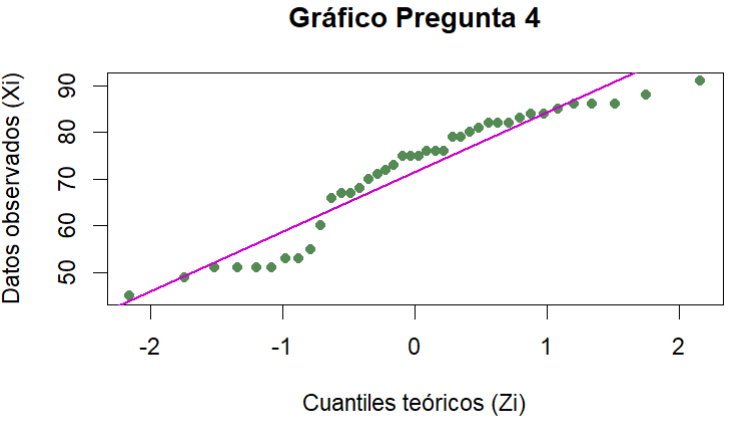 Gráfico Pregunta 4
Datos observados (Xi)
90
80
70
60
50
-2 -1 0 1 2
Cuantiles teóricos (Zi)